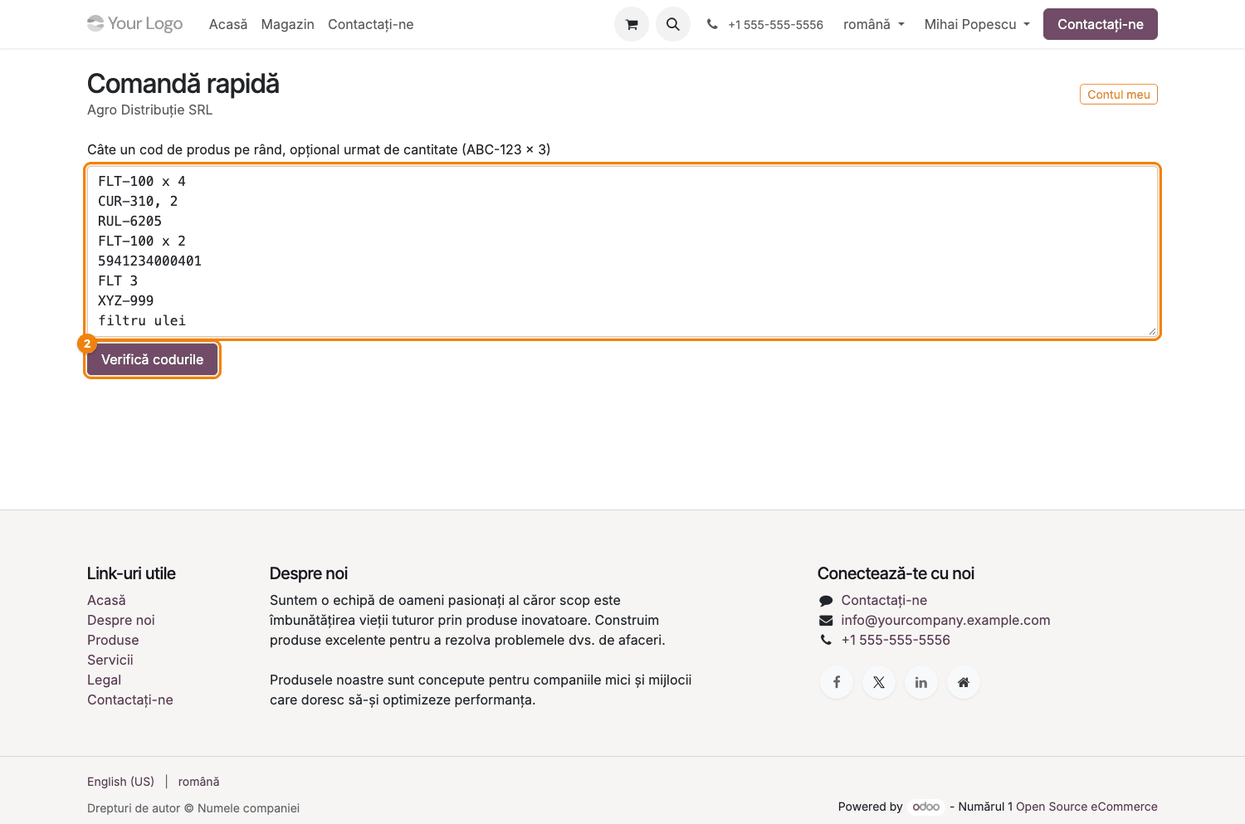 Your Logo
Acasă
Magazin
Contactați-ne
+1 555-555-5556
română
Mihai Popescu
Contactați-ne
Comandă rapidă
Agro Distribuție SRL
Contul meu
Câte un cod de produs pe rând, opțional urmat de cantitate (ABC-123 × 3)
FLT-100 x 4
CUR-310, 2
RUL-6205
FLT-100 x 2
5941234000401
FLT 3
XYZ-999
filtru ulei
2
Verifică codurile
Link-uri utile
Acasă
Despre noi
Produse
Servicii
Legal
Contactați-ne
Despre noi
Suntem o echipă de oameni pasionați al căror scop este
îmbunătățirea vieții tuturor prin produse inovatoare. Construim
produse excelente pentru a rezolva problemele dvs. de afaceri.
Produsele noastre sunt concepute pentru companiile mici și mijlocii
care doresc să-și optimizeze performanța.
Conectează-te cu noi
Contactați-ne
info@yourcompany.example.com
+1 555-555-5556
English (US) | română
Drepturi de autor © Numele companiei
Powered by odoo - Numărul 1 Open Source eCommerce